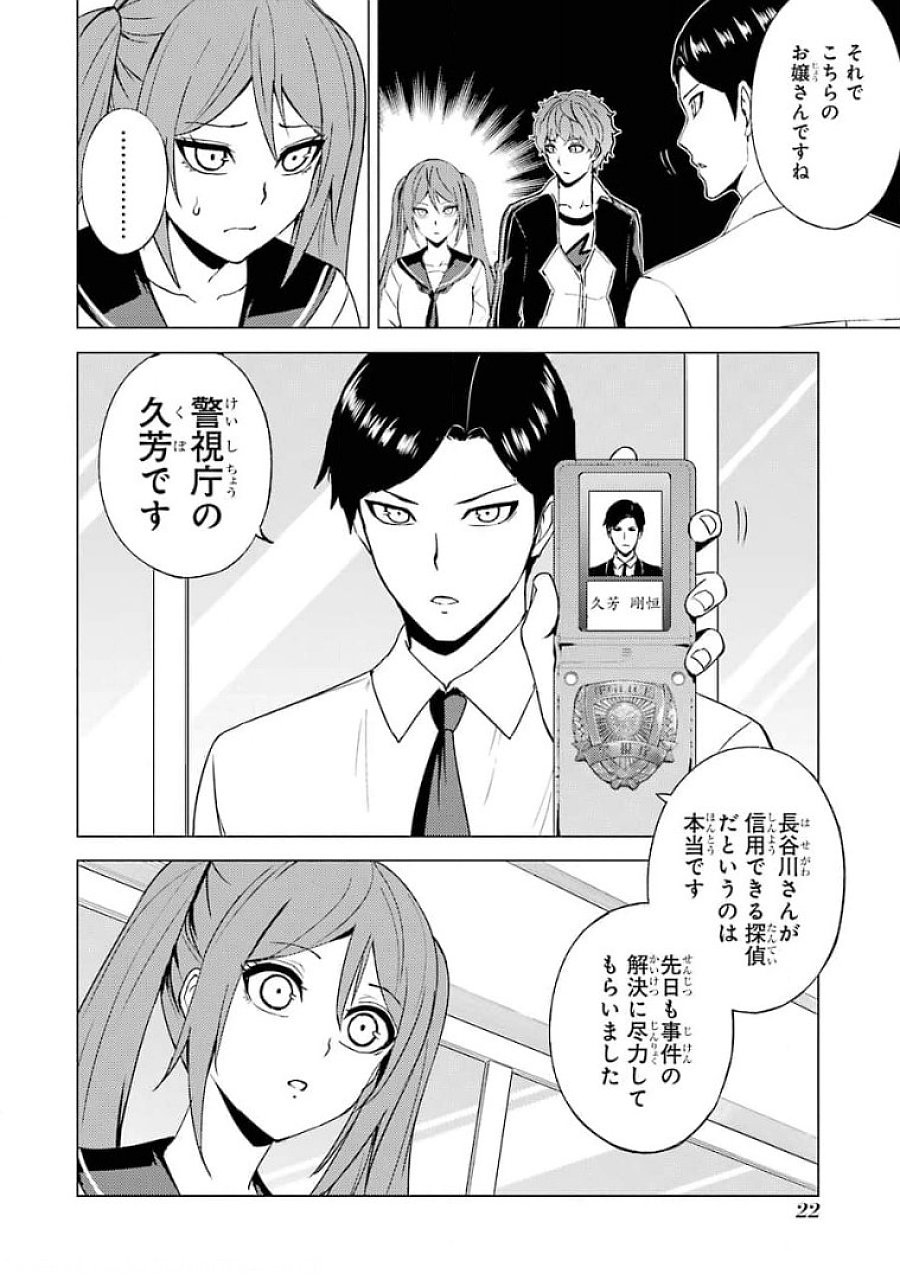 それで
こちらの
お嬢さんですね
…………
警視庁の
久芳です
久芳 剛恒
POLICE
長谷川さんが
信用できる探偵
だというのは
本当です
先日も事件の
解決に尽力して
もらいました
22